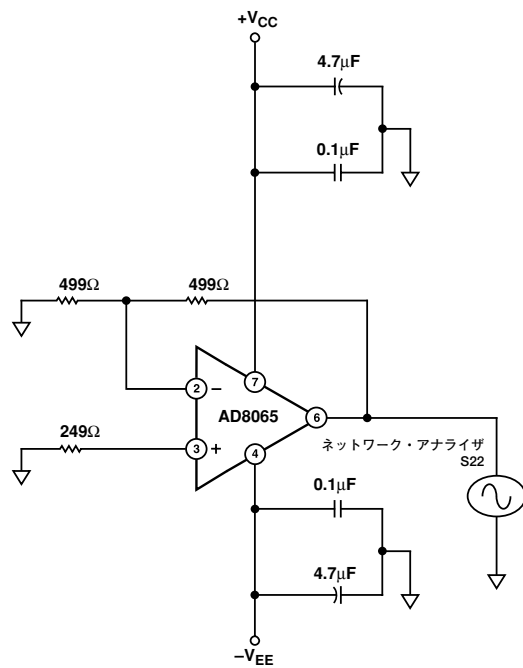 +VCC
4.7μF
0.1μF
499Ω
499Ω
7
2
−
AD8065
6
249Ω
3
+
4
ネットワーク・アナライザ
S22
0.1μF
4.7μF
−VEE